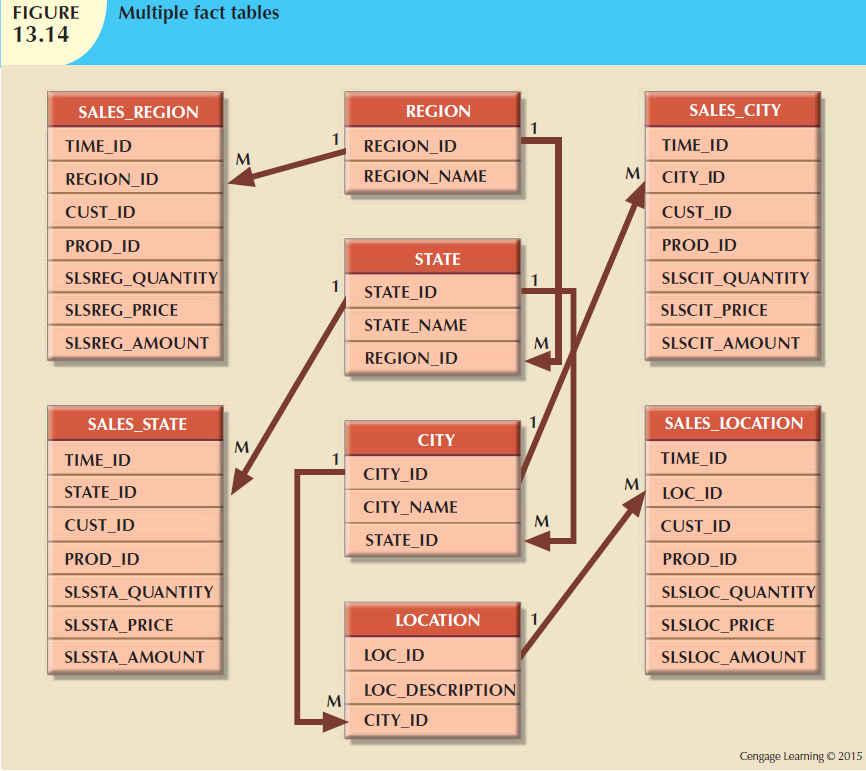 FIGURE
13.14
Multiple fact tables
SALES_REGION
TIME_ID
REGION_ID
CUST_ID
PROD_ID
SLSREG_QUANTITY
SLSREG_PRICE
SLSREG_AMOUNT
M
1
REGION
REGION_ID
REGION_NAME
1
STATE
STATE_ID
STATE_NAME
REGION_ID
1
1
M
SALES_CITY
TIME_ID
CITY_ID
CUST_ID
PROD_ID
SLSCIT_QUANTITY
SLSCIT_PRICE
SLSCIT_AMOUNT
M
SALES_STATE
TIME_ID
STATE_ID
CUST_ID
PROD_ID
SLSSTA_QUANTITY
SLSSTA_PRICE
SLSSTA_AMOUNT
M
1
CITY
CITY_ID
CITY_NAME
STATE_ID
1
M
LOCATION
LOC_ID
LOC_DESCRIPTION
CITY_ID
M
1
SALES_LOCATION
TIME_ID
LOC_ID
CUST_ID
PROD_ID
SLSLOC_QUANTITY
SLSLOC_PRICE
SLSLOC_AMOUNT
M
Cengage Learning © 2015